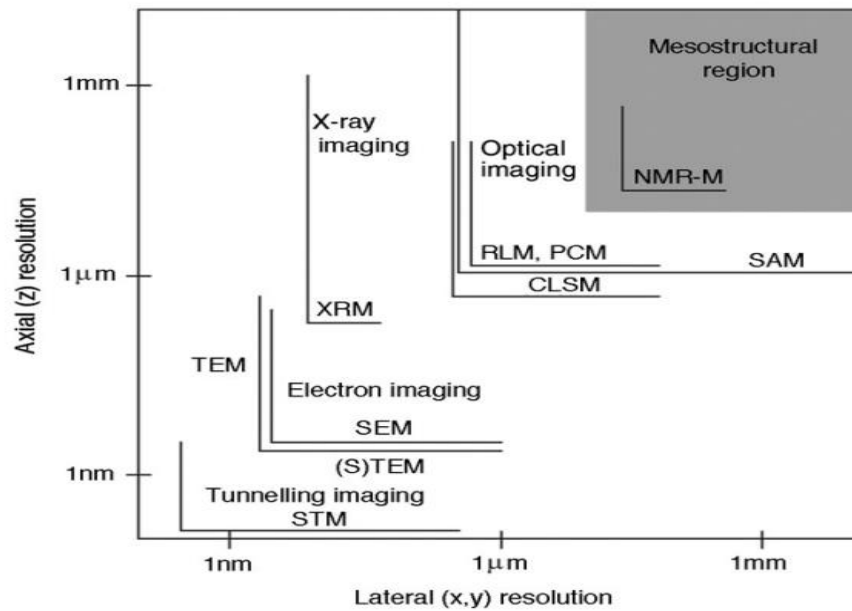 Mesostructural
region
1mm
X-ray
imaging
Optical
imaging
NMR-M
RLM, PCM
SAM
1μm
CLSM
XRM
TEM
Electron imaging
SEM
(S)TEM
1nm
Tunnelling imaging
STM
1nm
1μm
1mm
Axial (z) resolution
Lateral (x,y) resolution